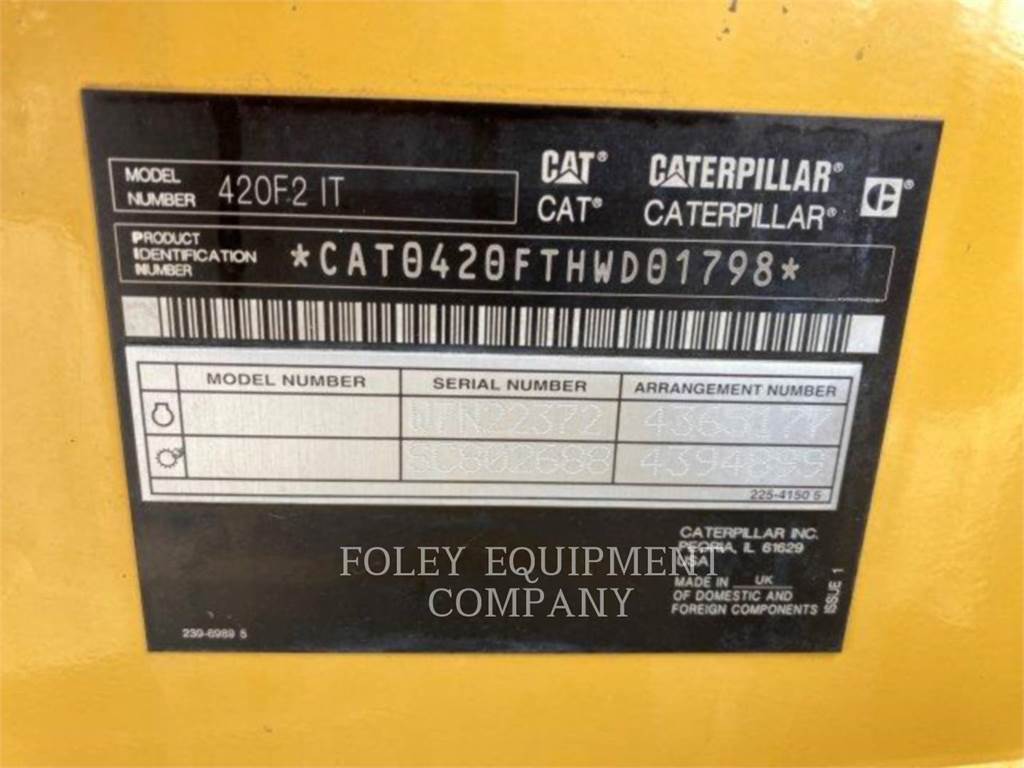 MODEL NUMBER 420F2 IT
CAT® CATERPILLAR®
CAT® CATERPILLAR® C®
PRODUCT IDENTIFICATION NUMBER *CAT0420FTHWD01798*
MODEL NUMBER SERIAL NUMBER ARRANGEMENT NUMBER
SC802688 4394899
225-4150 5
CATERPILLAR INC.
PEORIA, IL 61629
USA
MADE IN UK
OF DOMESTIC AND
FOREIGN COMPONENTS
ISSUE 1
FOLEY EQUIPMENT
COMPANY
239-6989 5